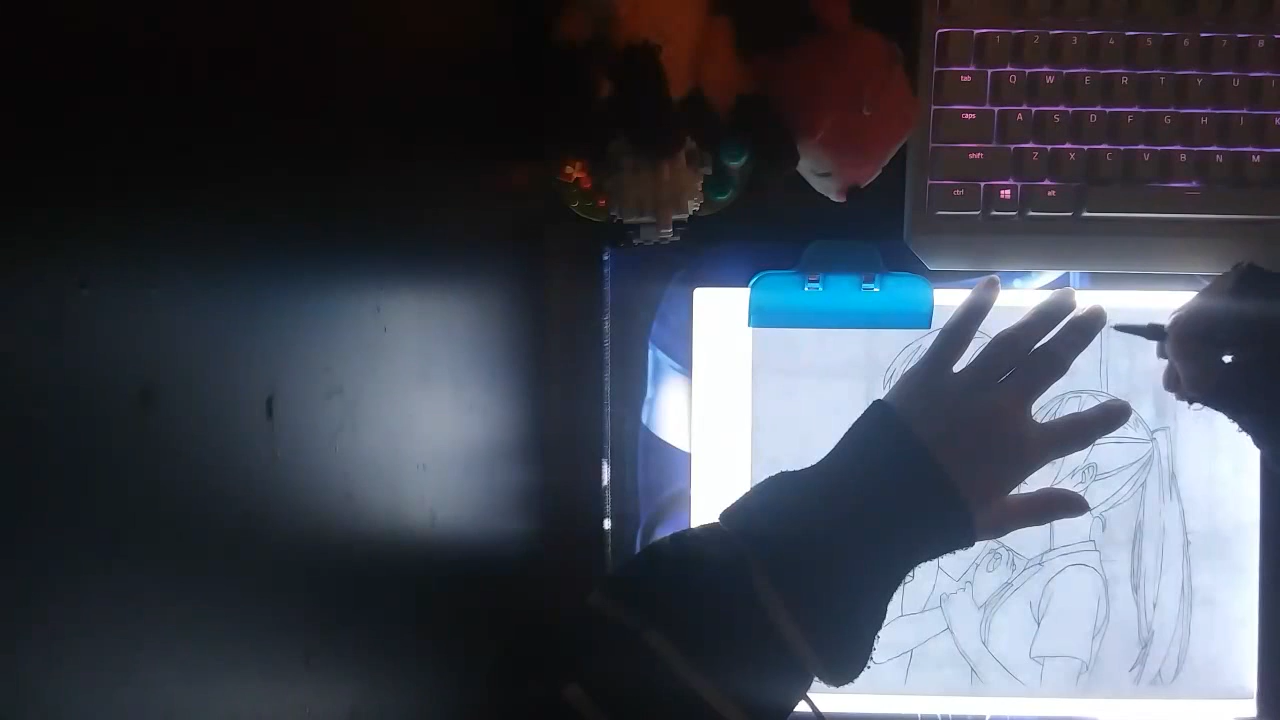 1 2 3 4 5 6 7 8
tab Q W E R T Y U I
caps A S D F G H J K
shift Z X C V B N M
ctrl alt